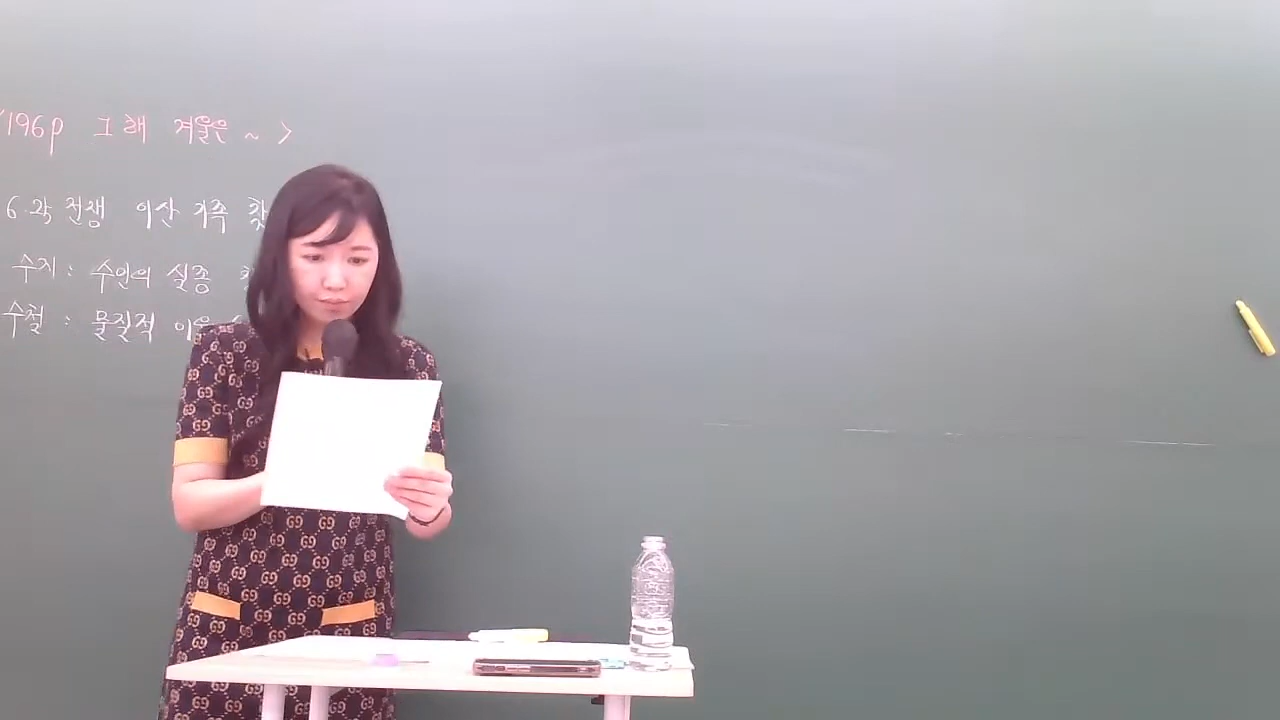 196p 그 해 겨울은 ~ >
6·25 전쟁 이산 가족 찾
수지 : 수인의 실종
수철 : 물질적 이익